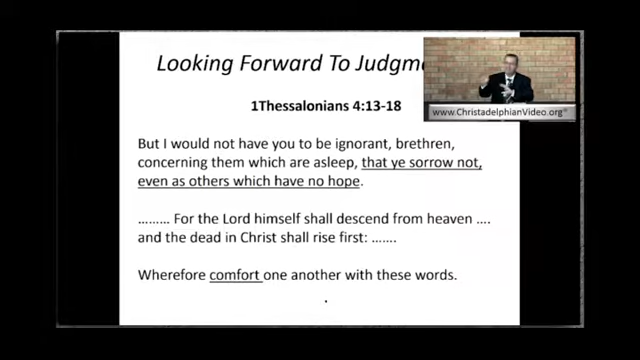 Looking Forward To Judgm
1Thessalonians 4:13-18
www.ChristadelphianVideo.org
But I would not have you to be ignorant, brethren,
concerning them which are asleep, that ye sorrow not,
even as others which have no hope.
......... For the Lord himself shall descend from heaven ....
and the dead in Christ shall rise first: .......
Wherefore comfort one another with these words.